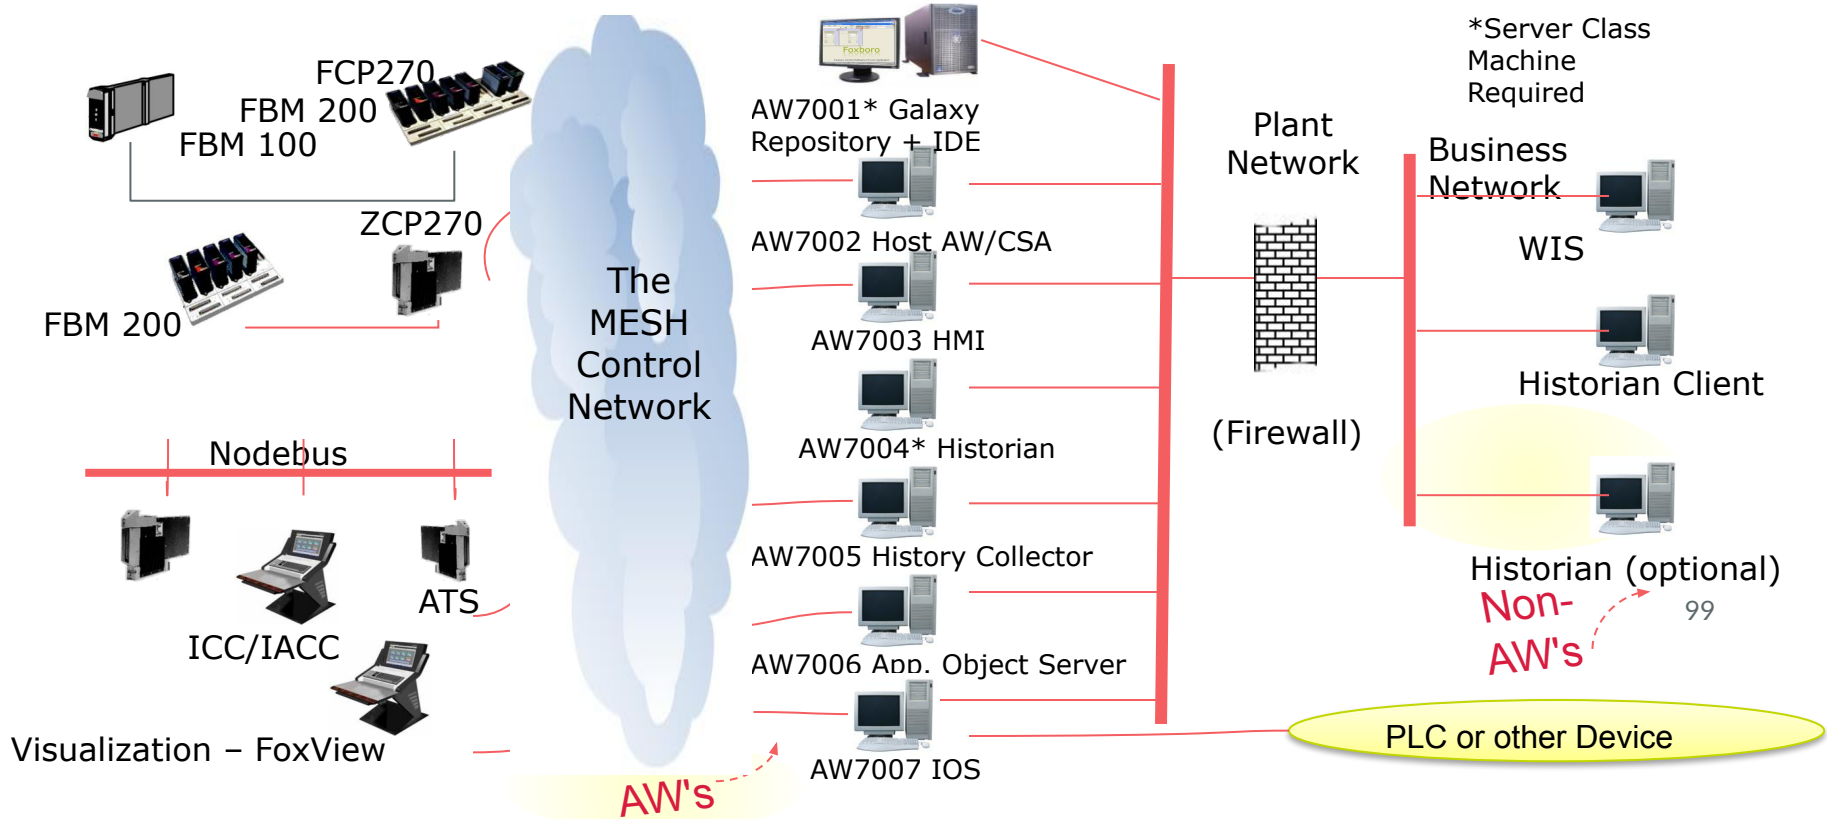 *Server Class
Machine
Required
FCP270
FBM 200
FBM 100
Foxboro
AW7001* Galaxy
Repository + IDE
Plant
Network
Business
Network
ZCP270
AW7002 Host AW/CSA
WIS
The
MESH
Control
Network
FBM 200
AW7003 HMI
Historian Client
(Firewall)
Nodebus
AW7004* Historian
AW7005 History Collector
Historian (optional)
ATS
Non-
AW's
99
ICC/IACC
AW7006 App. Object Server
Visualization – FoxView
PLC or other Device
AW7007 IOS
AW's